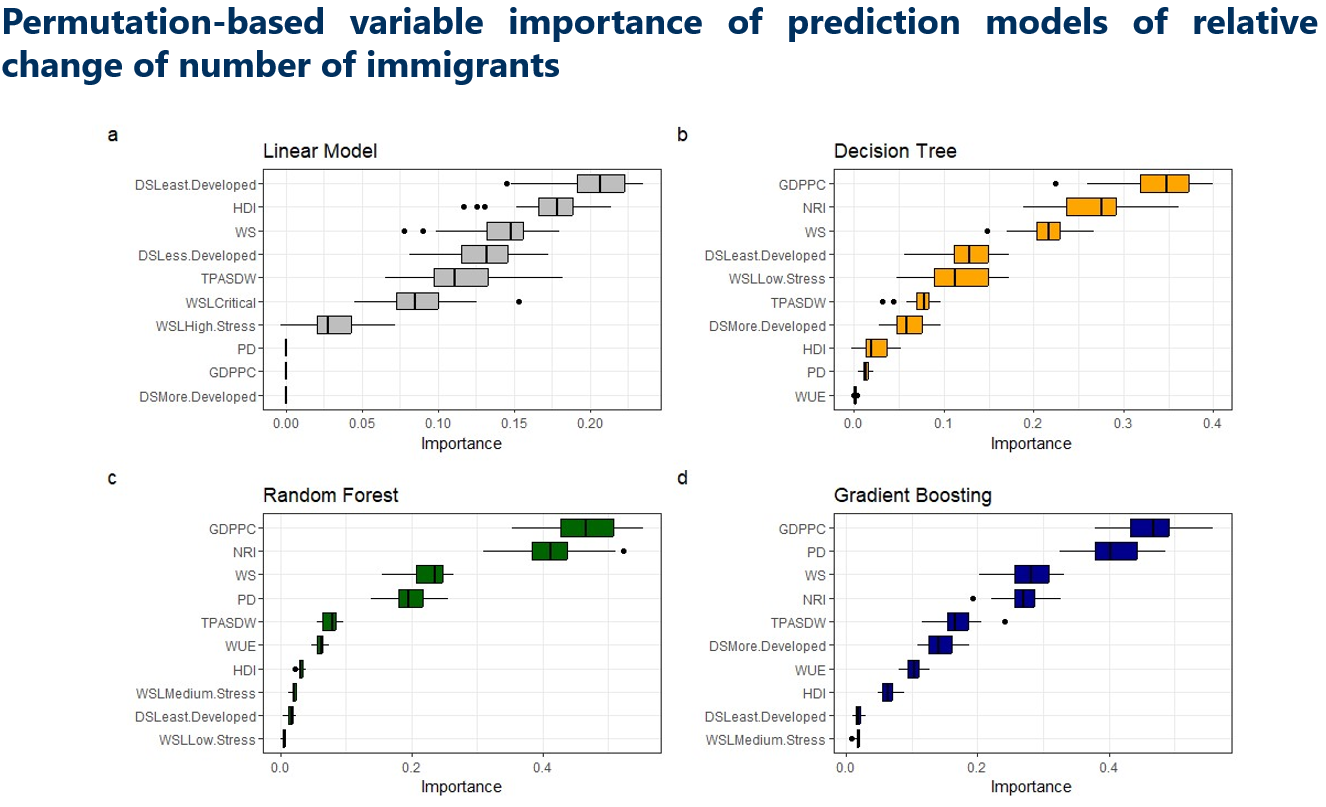 Permutation-based variable importance of prediction models of relative
change of number of immigrants
a
Linear Model
DSLeast.Developed
HDI
WS
DSLess.Developed
TPASDW
WSLCritical
WSLHigh.Stress
PD
GDPPC
DSMore.Developed
0.00 0.05 0.10 0.15 0.20
Importance
b
Decision Tree
GDPPC
NRI
WS
DSLeast.Developed
WSLLow.Stress
TPASDW
DSMore.Developed
HDI
PD
WUE
0.0 0.1 0.2 0.3 0.4
Importance
c
Random Forest
GDPPC
NRI
WS
PD
TPASDW
WUE
HDI
WSLMedium.Stress
DSLeast.Developed
WSLLow.Stress
0.0 0.2 0.4
Importance
d
Gradient Boosting
GDPPC
PD
WS
NRI
TPASDW
DSMore.Developed
WUE
HDI
DSLeast.Developed
WSLMedium.Stress
0.0 0.2 0.4
Importance